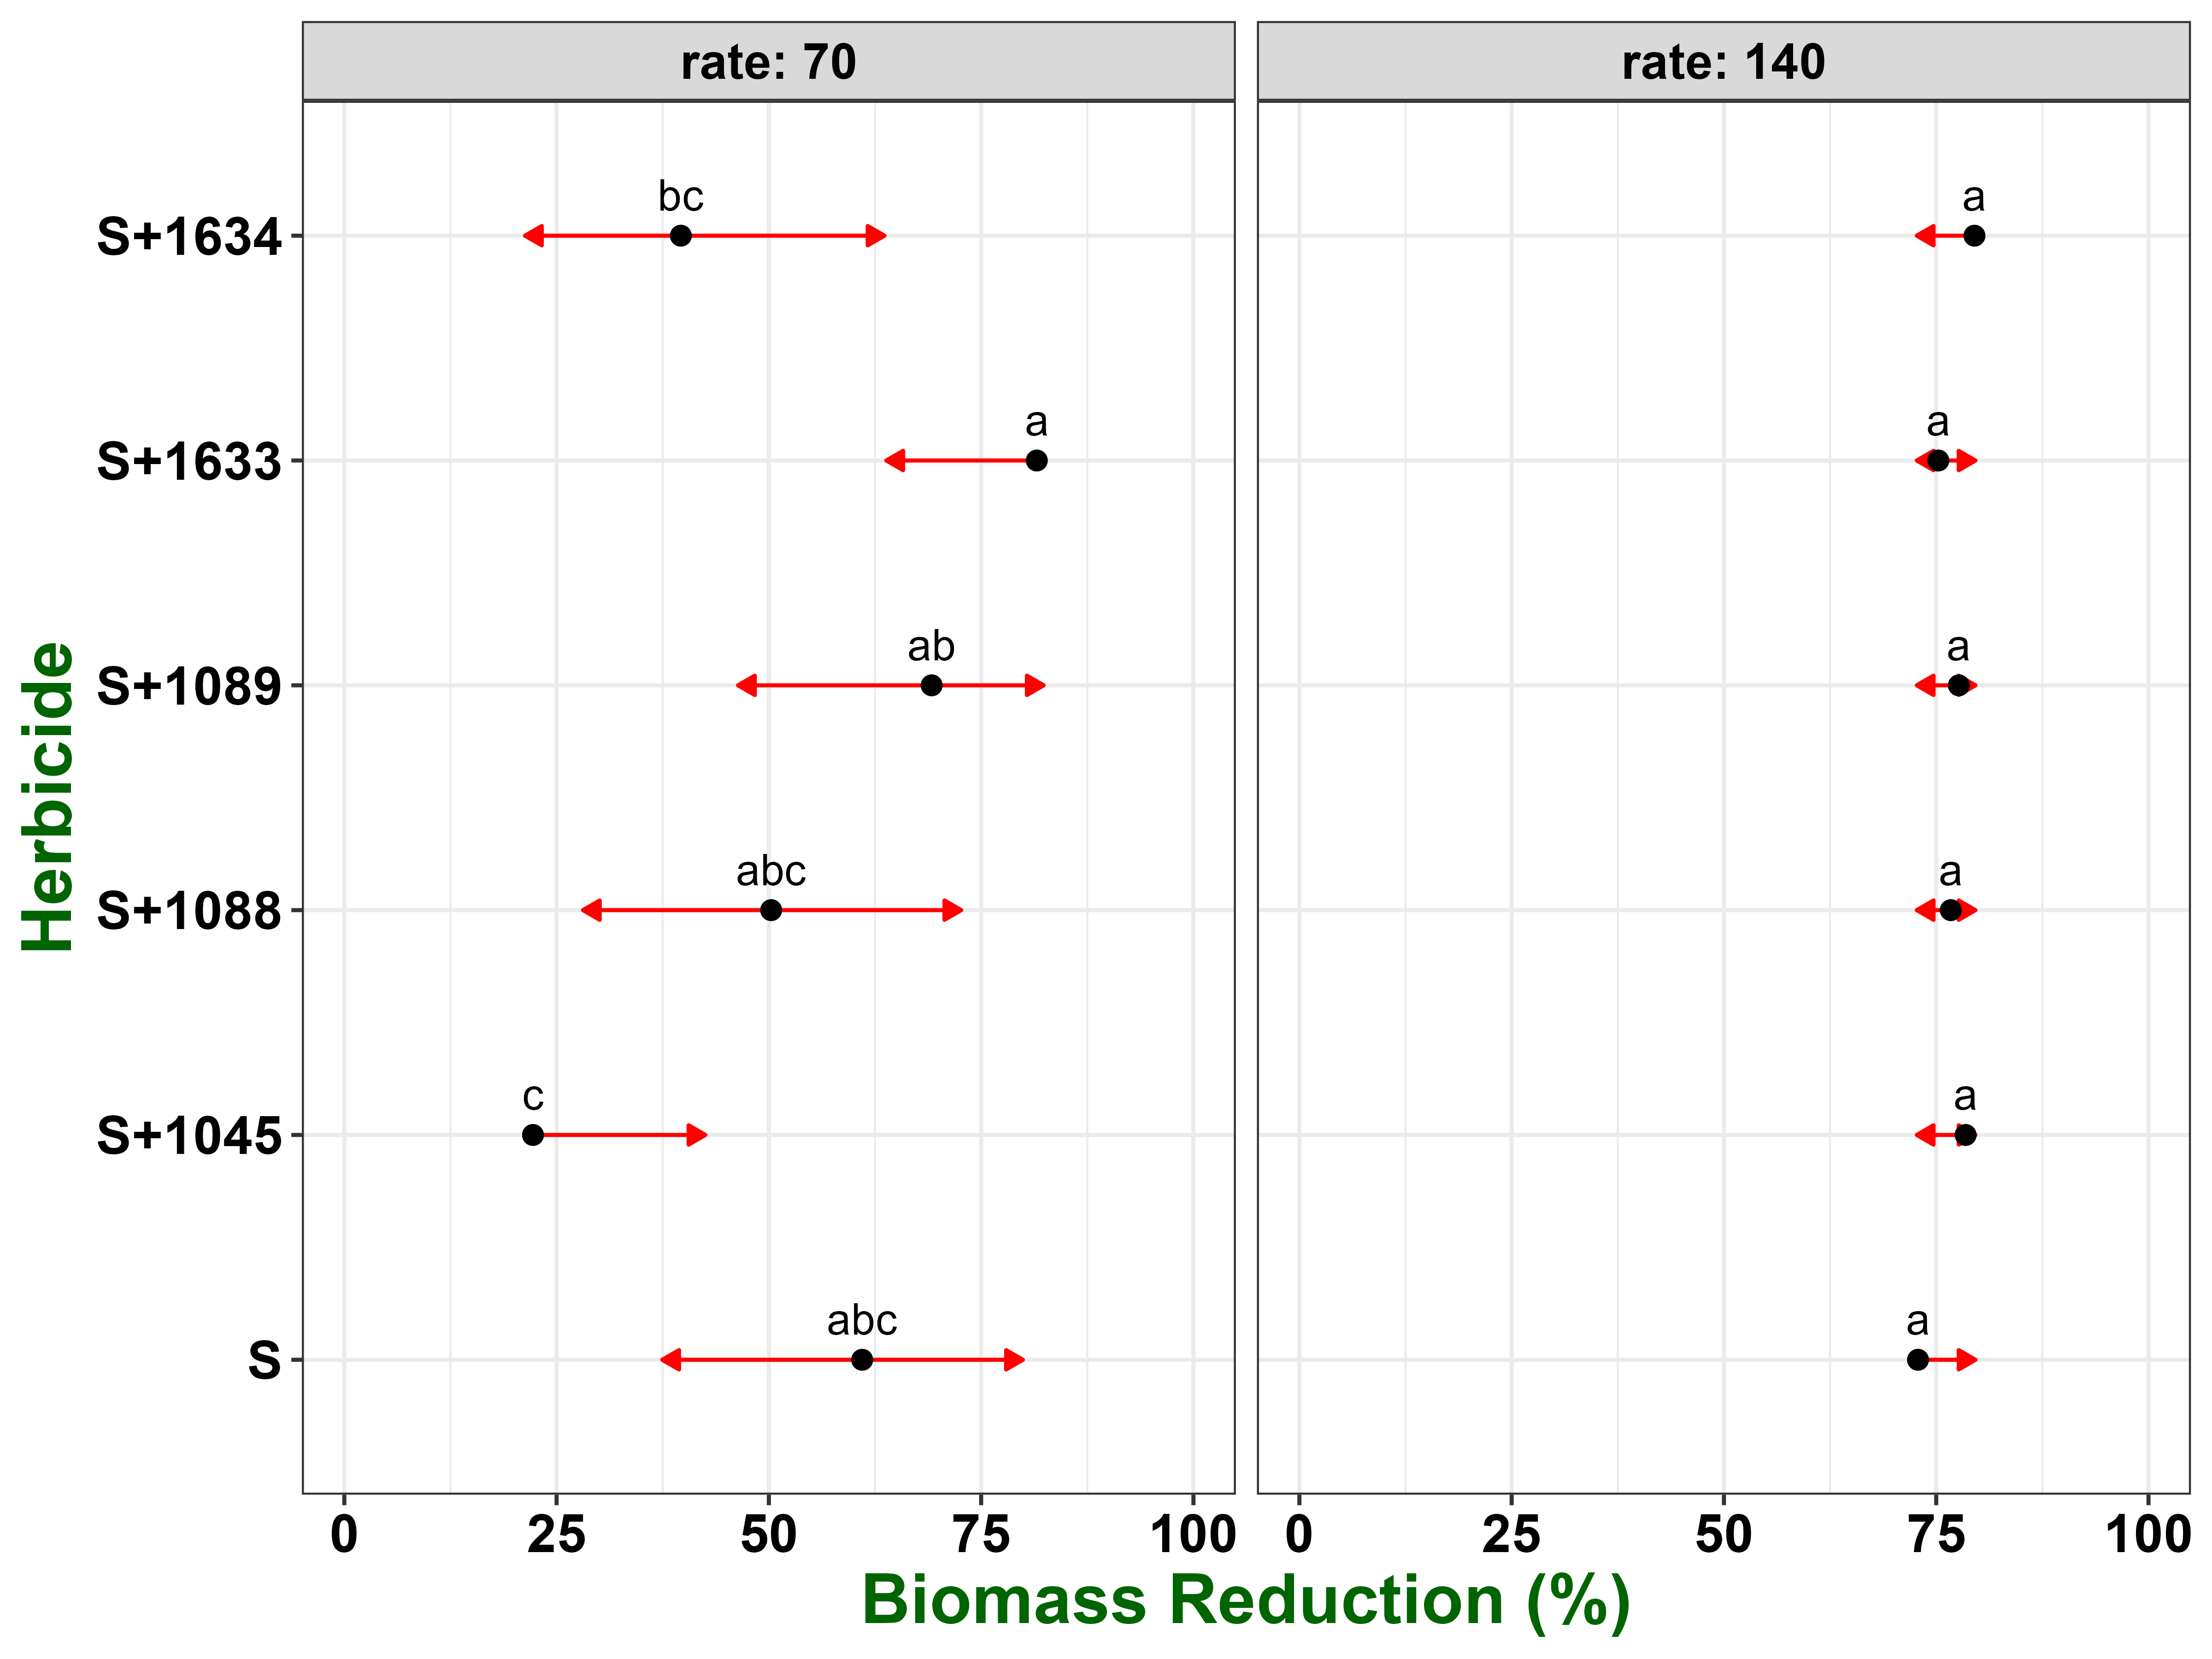 rate: 70
rate: 140
Herbicide
S+1634
bc
a
S+1633
a
a
S+1089
ab
a
S+1088
abc
a
S+1045
c
a
S
abc
a
0 25 50 75 100 0 25 50 75 100
Biomass Reduction (%)